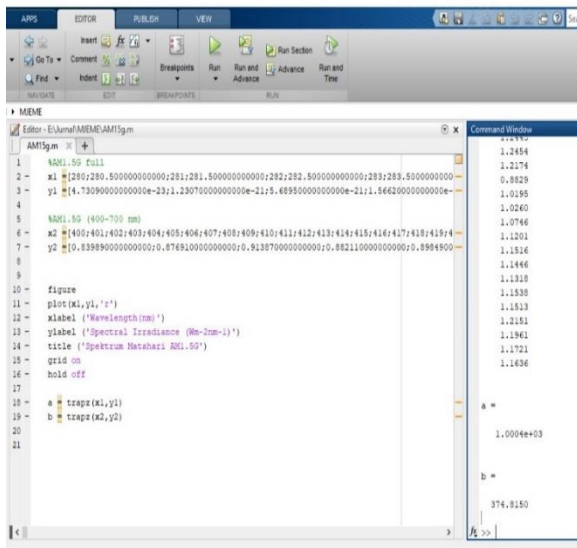 APPS EDITOR PUBLISH VIEW
Insert fx
Go To Comment Breakpoints Run Run and Advance Run Section Advance Run and Time
Find Indent
NAVIGATE EDIT BREAKPOINTS RUN
MJEME
Editor - E:\Jurnal\MJEME\AM15g.m
AM15g.m
1 %AM1.5G full
2 - x1 =[280;280.500000000000;281;281.500000000000;282;282.500000000000;283;283.5000000000
3 - y1 =[4.73090000000000e-23;1.23070000000000e-21;5.68950000000000e-21;1.56620000000000e-
4
5 %AM1.5G (400-700 nm)
6 - x2 =[400;401;402;403;404;405;406;407;408;409;410;411;412;413;414;415;416;417;418;419;4
7 - y2 =[0.839890000000000;0.876910000000000;0.913870000000000;0.882110000000000;0.8984900
8
9
10 - figure
11 - plot(x1,y1,'r')
12 - xlabel ('Wavelength(nm)')
13 - ylabel ('Spectral Irradiance (Wm-2nm-1)')
14 - title ('Spektrum Matahari AM1.5G')
15 - grid on
16 - hold off
17
18 - a = trapz(x1,y1)
19 - b = trapz(x2,y2)
20
21
Command Window
1.2454
1.2174
0.8829
1.0195
1.0260
1.0746
1.1201
1.1516
1.1446
1.1318
1.1538
1.1513
1.2151
1.1961
1.1721
1.1636
a =
1.0004e+03
b =
374.8150
fx >>